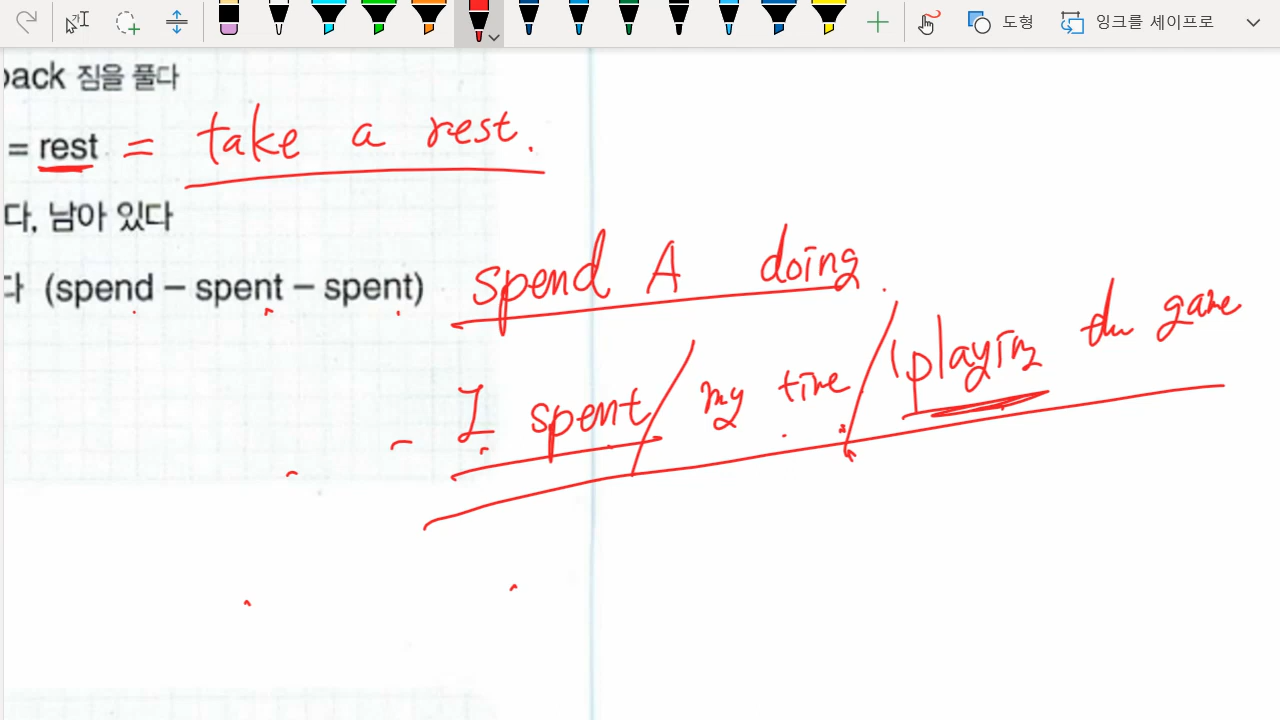 도형 잉크를 셰이프로
pack 짐을 풀다
= rest = take a rest.
다, 남아 있다
다 (spend – spent – spent) spend A doing.
I spent / my time / (playing the game